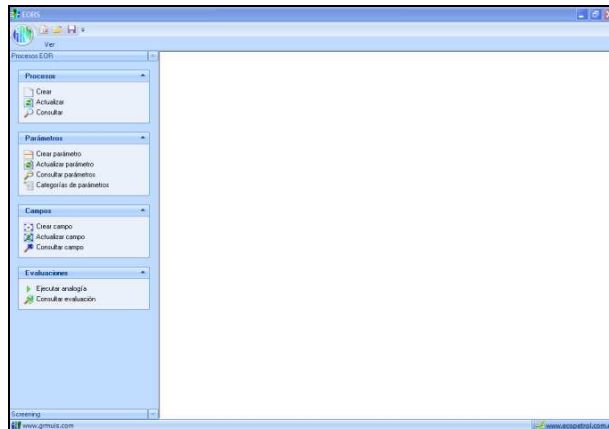 EORS
Ver
Procesos EOR
Procesos
Crear
Actualizar
Consultar
Parámetros
Crear parámetro
Actualizar parámetro
Consultar parámetros
Categorías de parámetros
Campos
Crear campo
Actualizar campo
Consultar campo
Evaluaciones
Ejecutar analogía
Consultar evaluación
Screening
www.grmuis.com
www.ecopetrol.com.